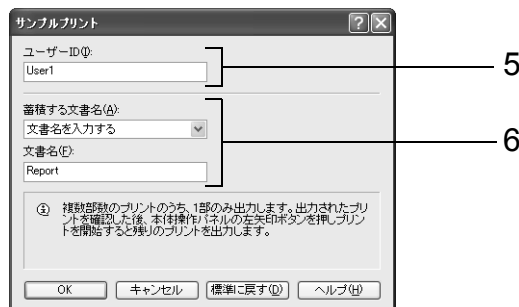 サンプルプリント
ユーザーID(I):
User1
5
蓄積する文書名(A):
文書名を入力する
6
文書名(F):
Report
複数部数のプリントのうち、1部のみ出力します。出力されたプリ
ントを確認した後、本体操作パネルの左矢印ボタンを押しプリン
トを開始すると残りのプリントを出力します。
OK キャンセル 標準に戻す(D) ヘルプ(H)